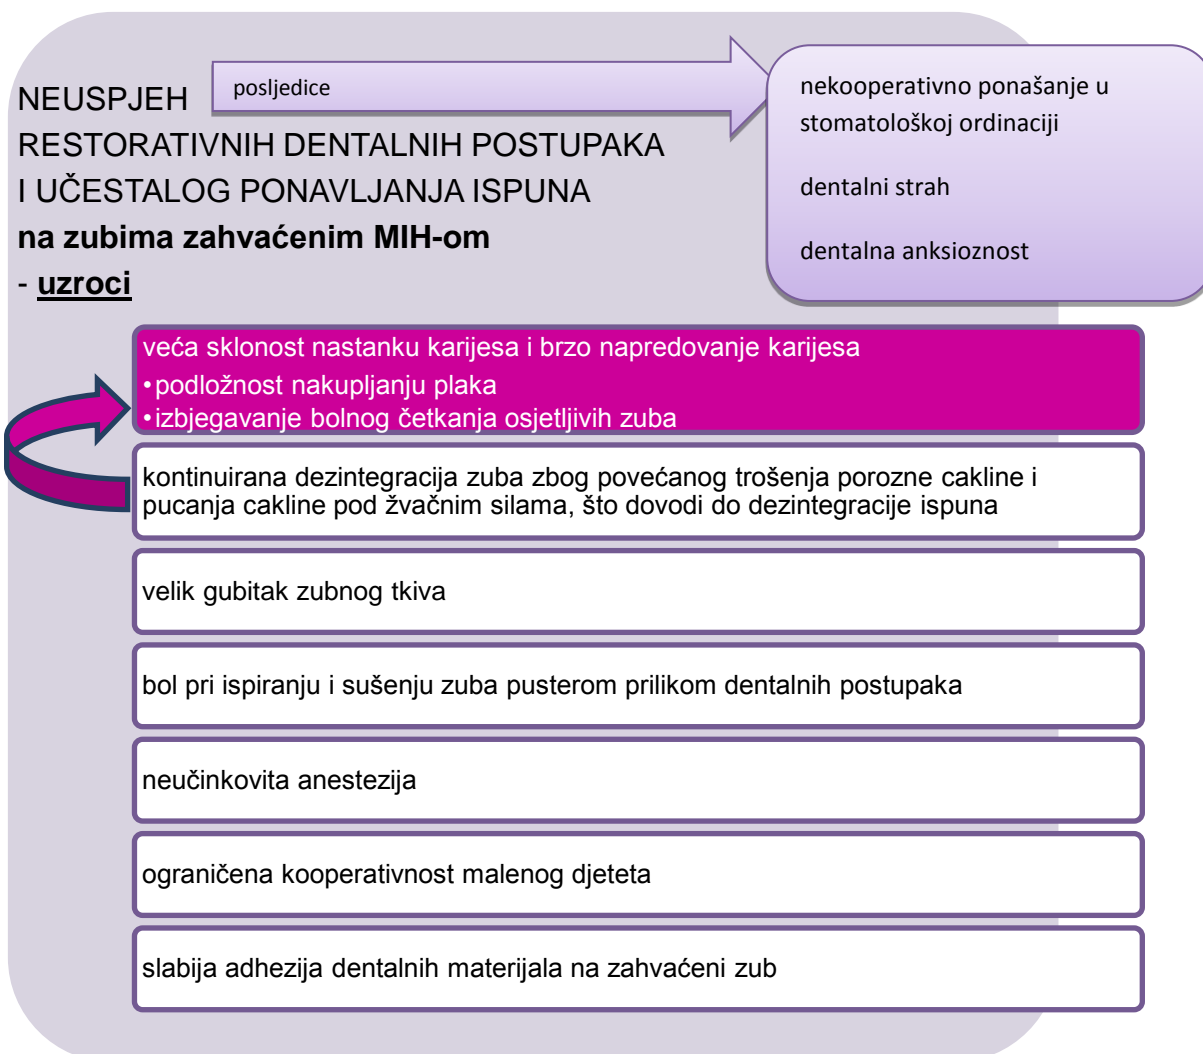 NEUSPJEH
RESTORATIVNIH DENTALNIH POSTUPAKA
I UČESTALOG PONAVLJANJA ISPUNA
na zubima zahvaćenim MIH-om
- uzroci
posljedice
nekooperativno ponašanje u
stomatološkoj ordinaciji
dentalni strah
dentalna anksioznost
veća sklonost nastanku karijesa i brzo napredovanje karijesa
•podložnost nakupljanju plaka
•izbjegavanje bolnog četkanja osjetljivih zuba
kontinuirana dezintegracija zuba zbog povećanog trošenja porozne cakline i
pucanja cakline pod žvačnim silama, što dovodi do dezintegracije ispuna
velik gubitak zubnog tkiva
bol pri ispiranju i sušenju zuba pusterom prilikom dentalnih postupaka
neučinkovita anestezija
ograničena kooperativnost malenog djeteta
slabija adhezija dentalnih materijala na zahvaćeni zub